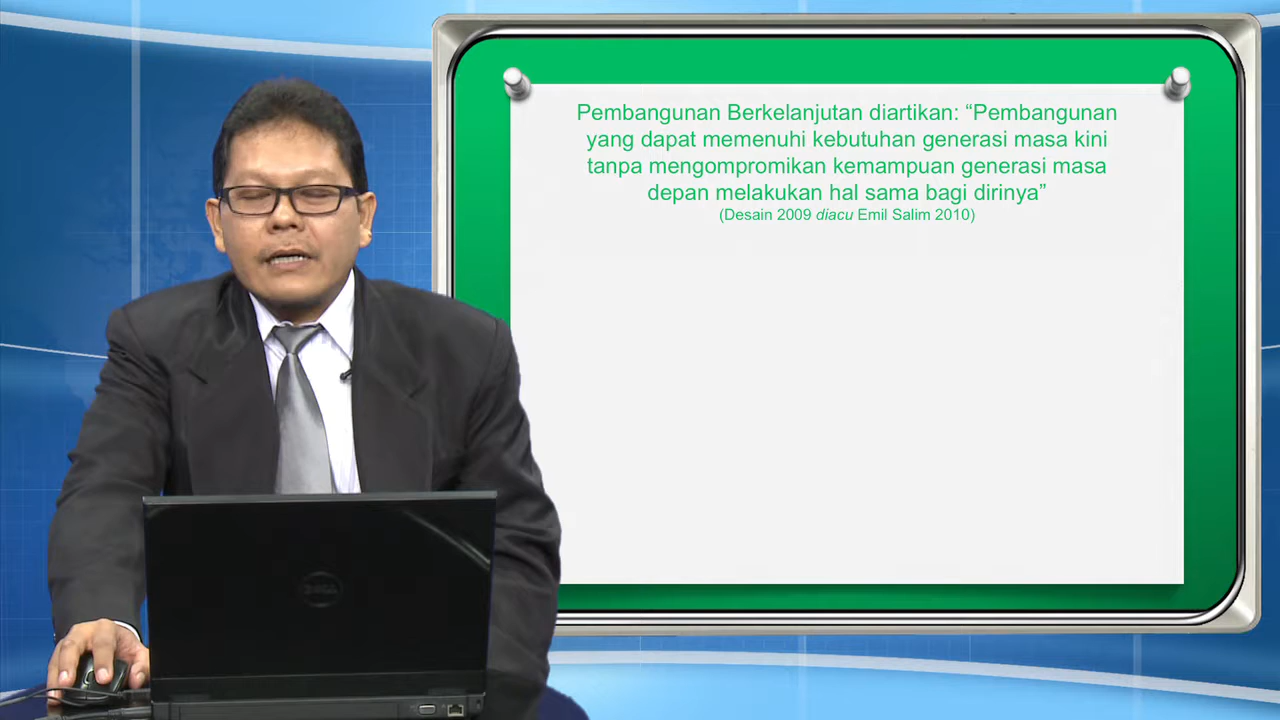 Pembangunan Berkelanjutan diartikan: “Pembangunan
yang dapat memenuhi kebutuhan generasi masa kini
tanpa mengompromikan kemampuan generasi masa
depan melakukan hal sama bagi dirinya”
(Desain 2009 diacu Emil Salim 2010)
DELL